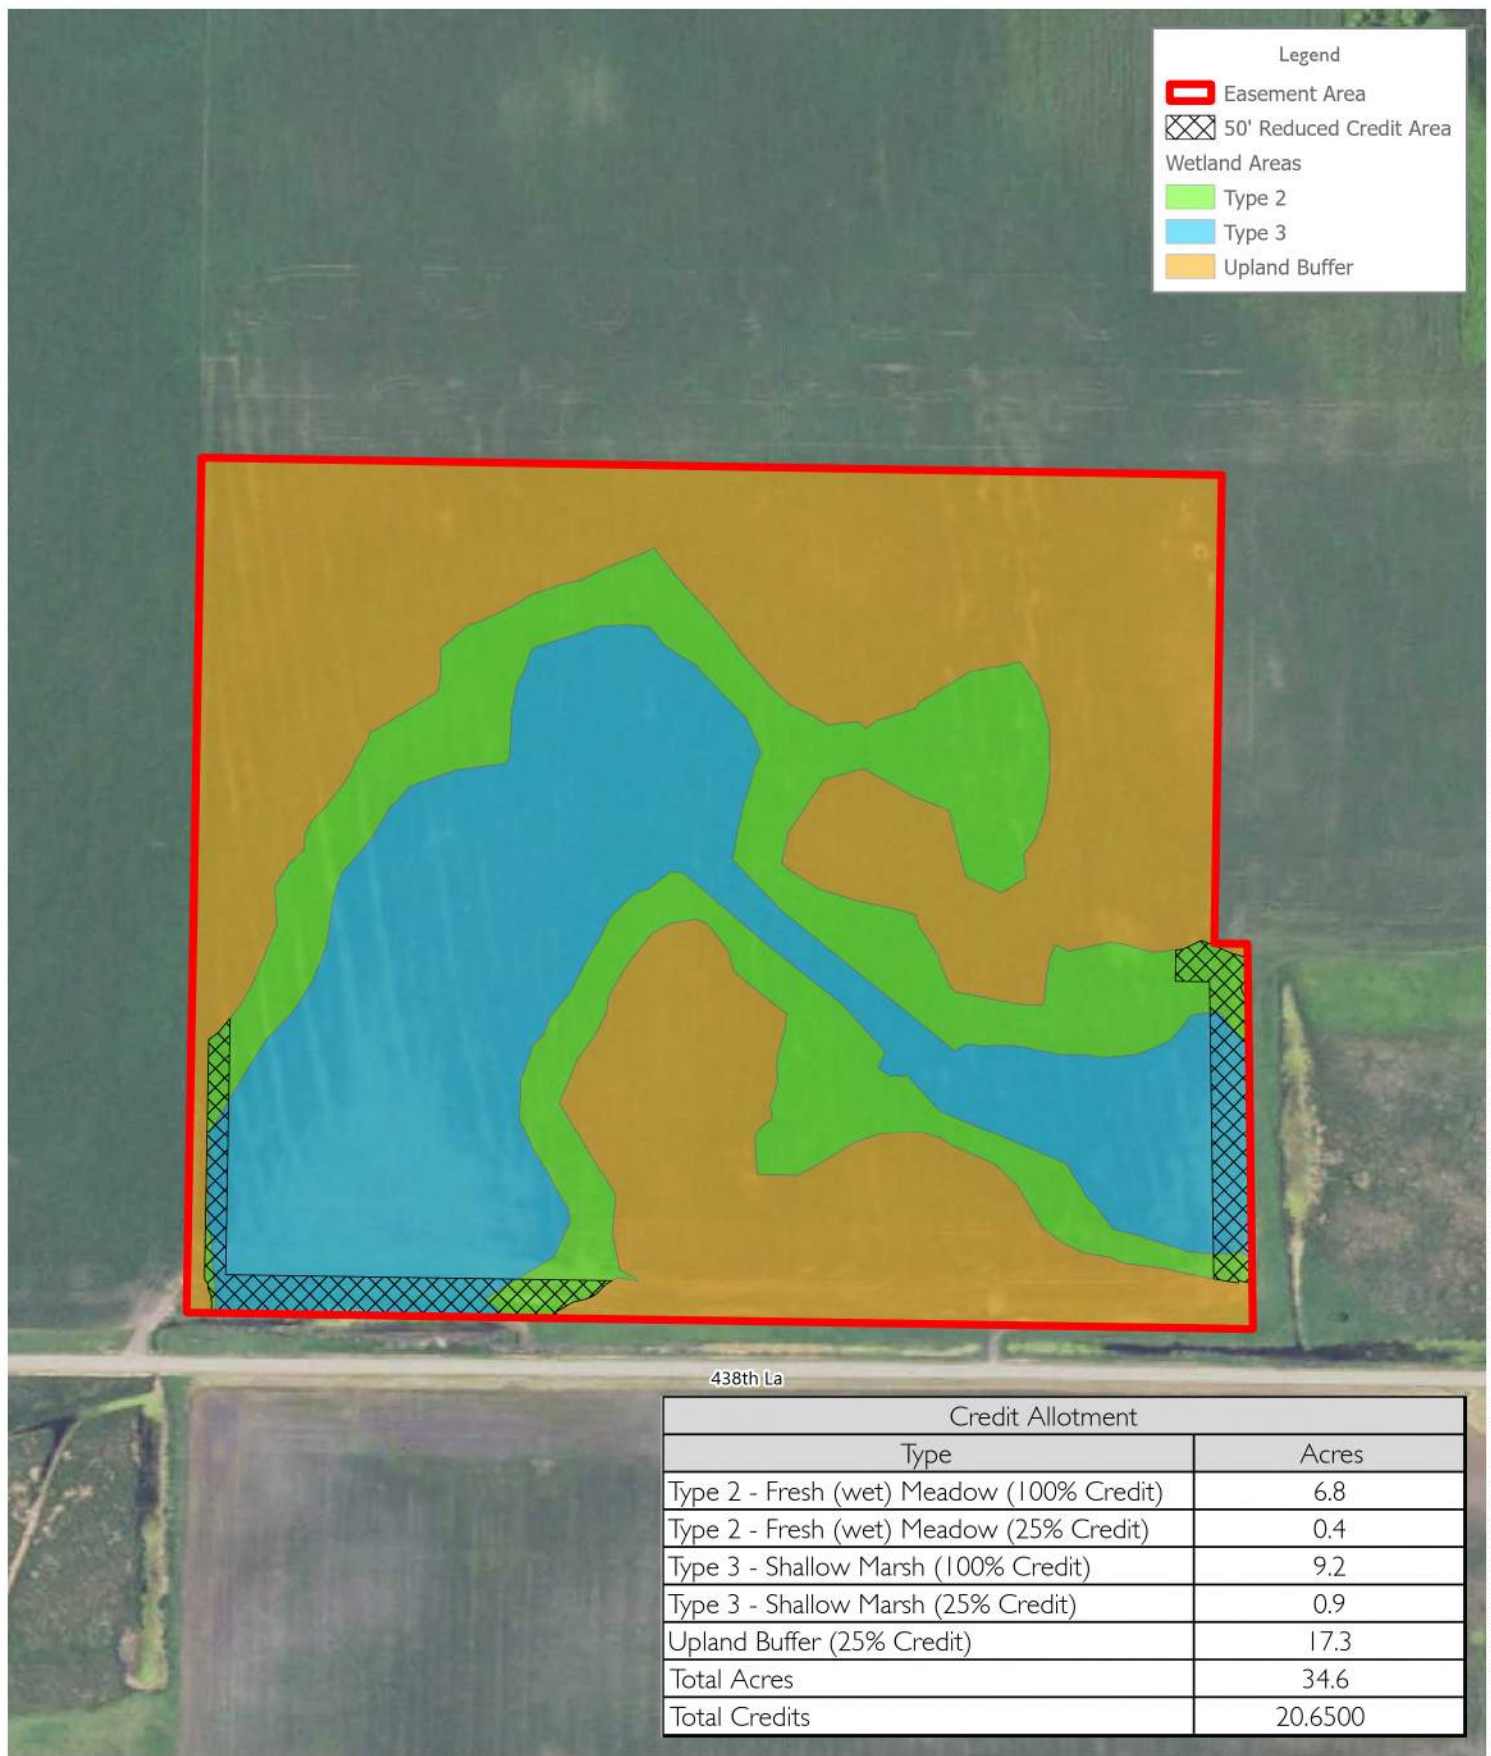 Legend
Easement Area
50' Reduced Credit Area
Wetland Areas
Type 2
Type 3
Upland Buffer
438th La
Credit Allotment
Type Acres
Type 2 - Fresh (wet) Meadow (100% Credit) 6.8
Type 2 - Fresh (wet) Meadow (25% Credit) 0.4
Type 3 - Shallow Marsh (100% Credit) 9.2
Type 3 - Shallow Marsh (25% Credit) 0.9
Upland Buffer (25% Credit) 17.3
Total Acres 34.6
Total Credits 20.6500